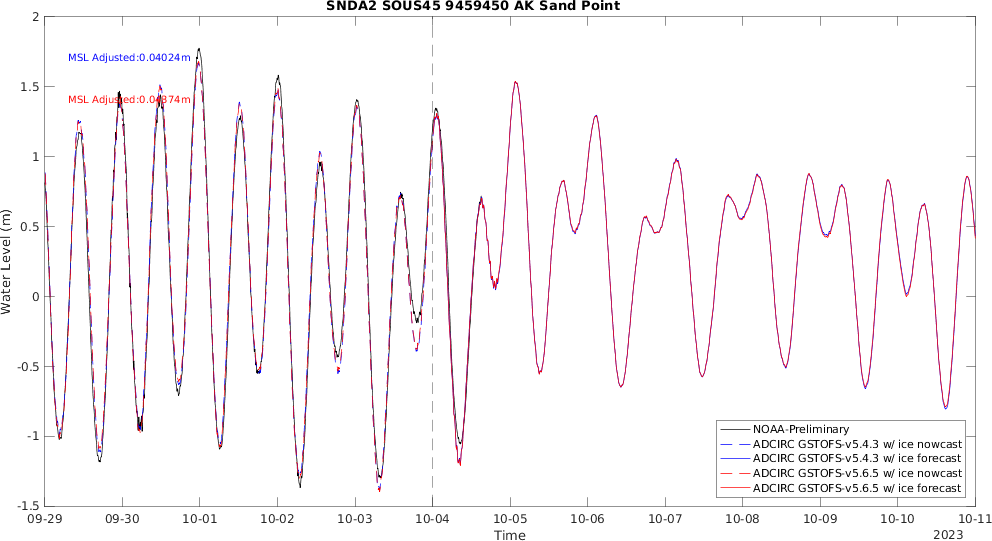 SNDA2 SOUS45 9459450 AK Sand Point
2
1.5
1
0.5
0
-0.5
-1
-1.5
Water Level (m)
MSL Adjusted:0.04024m
MSL Adjusted:0.04374m
NOAA-Preliminary
ADCIRC GSTOFS-v5.4.3 w/ ice nowcast
ADCIRC GSTOFS-v5.4.3 w/ ice forecast
ADCIRC GSTOFS-v5.6.5 w/ ice nowcast
ADCIRC GSTOFS-v5.6.5 w/ ice forecast
09-29 09-30 10-01 10-02 10-03 10-04 10-05 10-06 10-07 10-08 10-09 10-10 10-11
Time
2023